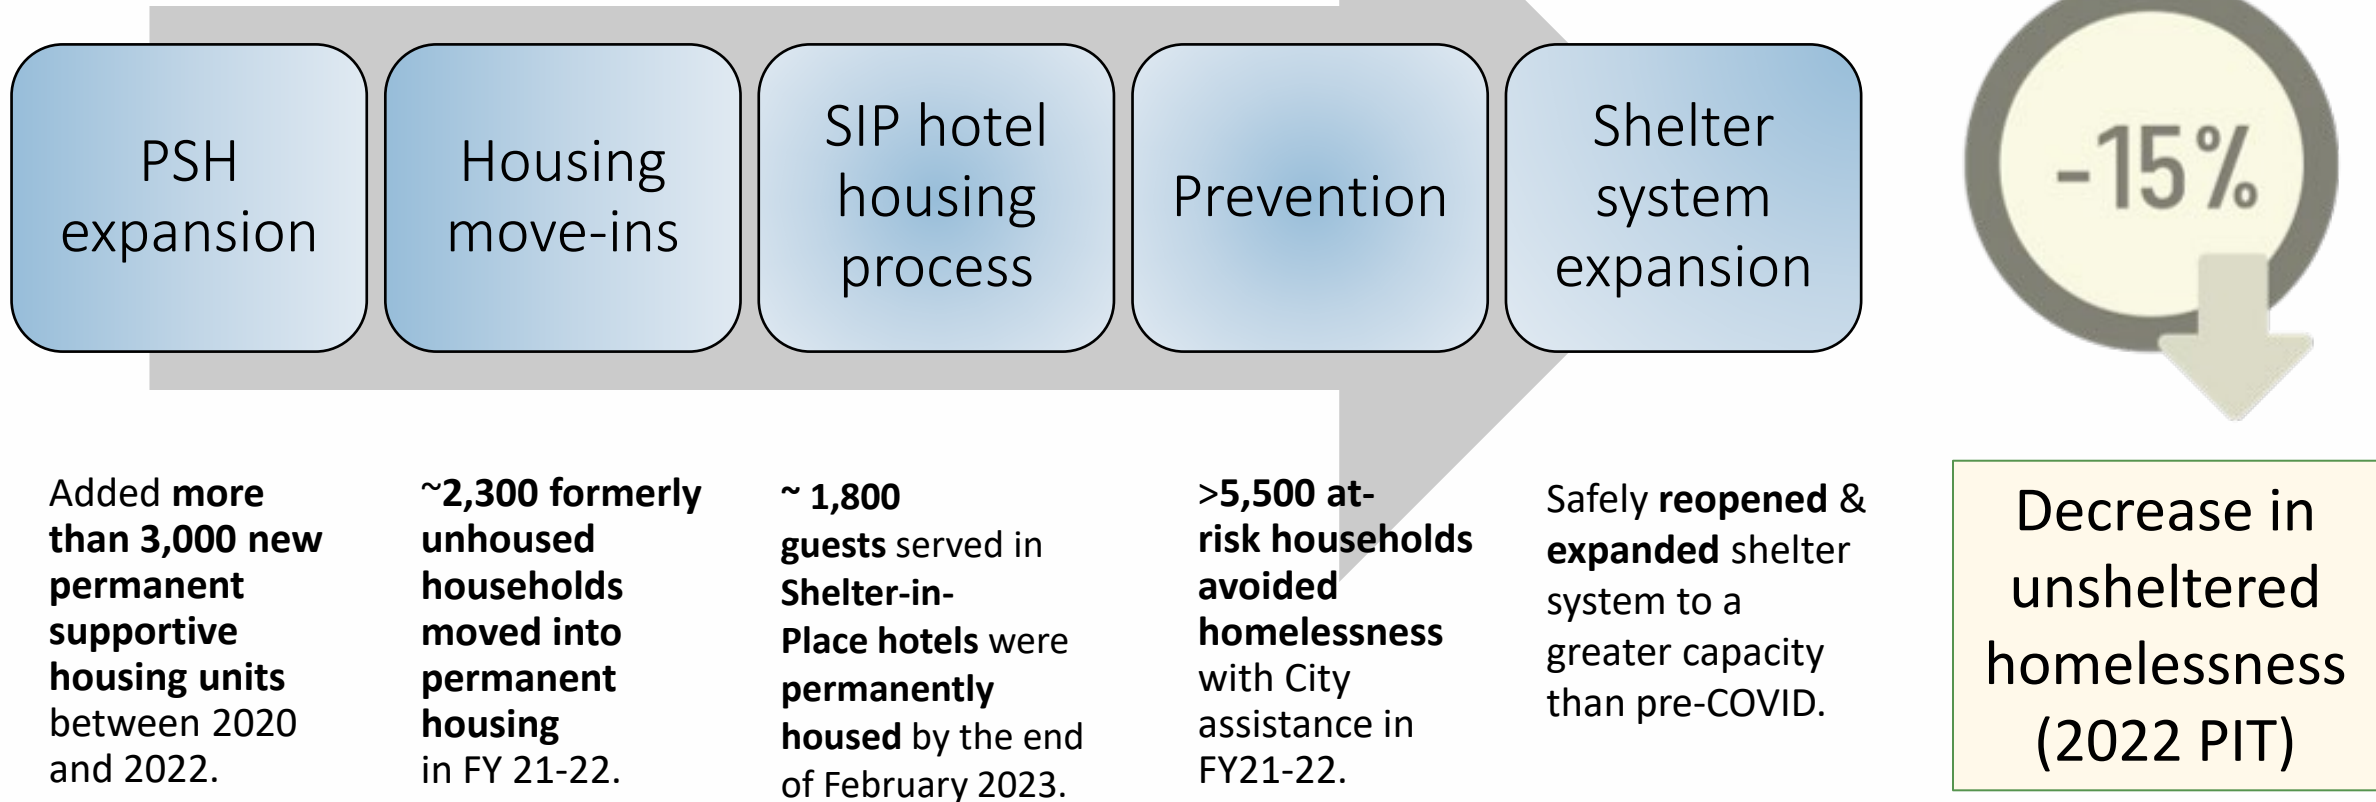 PSH
expansion
Housing
move-ins
SIP hotel
housing
process
Prevention
Shelter
system
expansion
-15%
Added more
than 3,000 new
permanent
supportive
housing units
between 2020
and 2022.
~2,300 formerly
unhoused
households
moved into
permanent
housing
in FY 21-22.
~ 1,800
guests served in
Shelter-in-
Place hotels were
permanently
housed by the end
of February 2023.
>5,500 at-
risk households
avoided
homelessness
with City
assistance in
FY21-22.
Safely reopened &
expanded shelter
system to a
greater capacity
than pre-COVID.
Decrease in
unsheltered
homelessness
(2022 PIT)